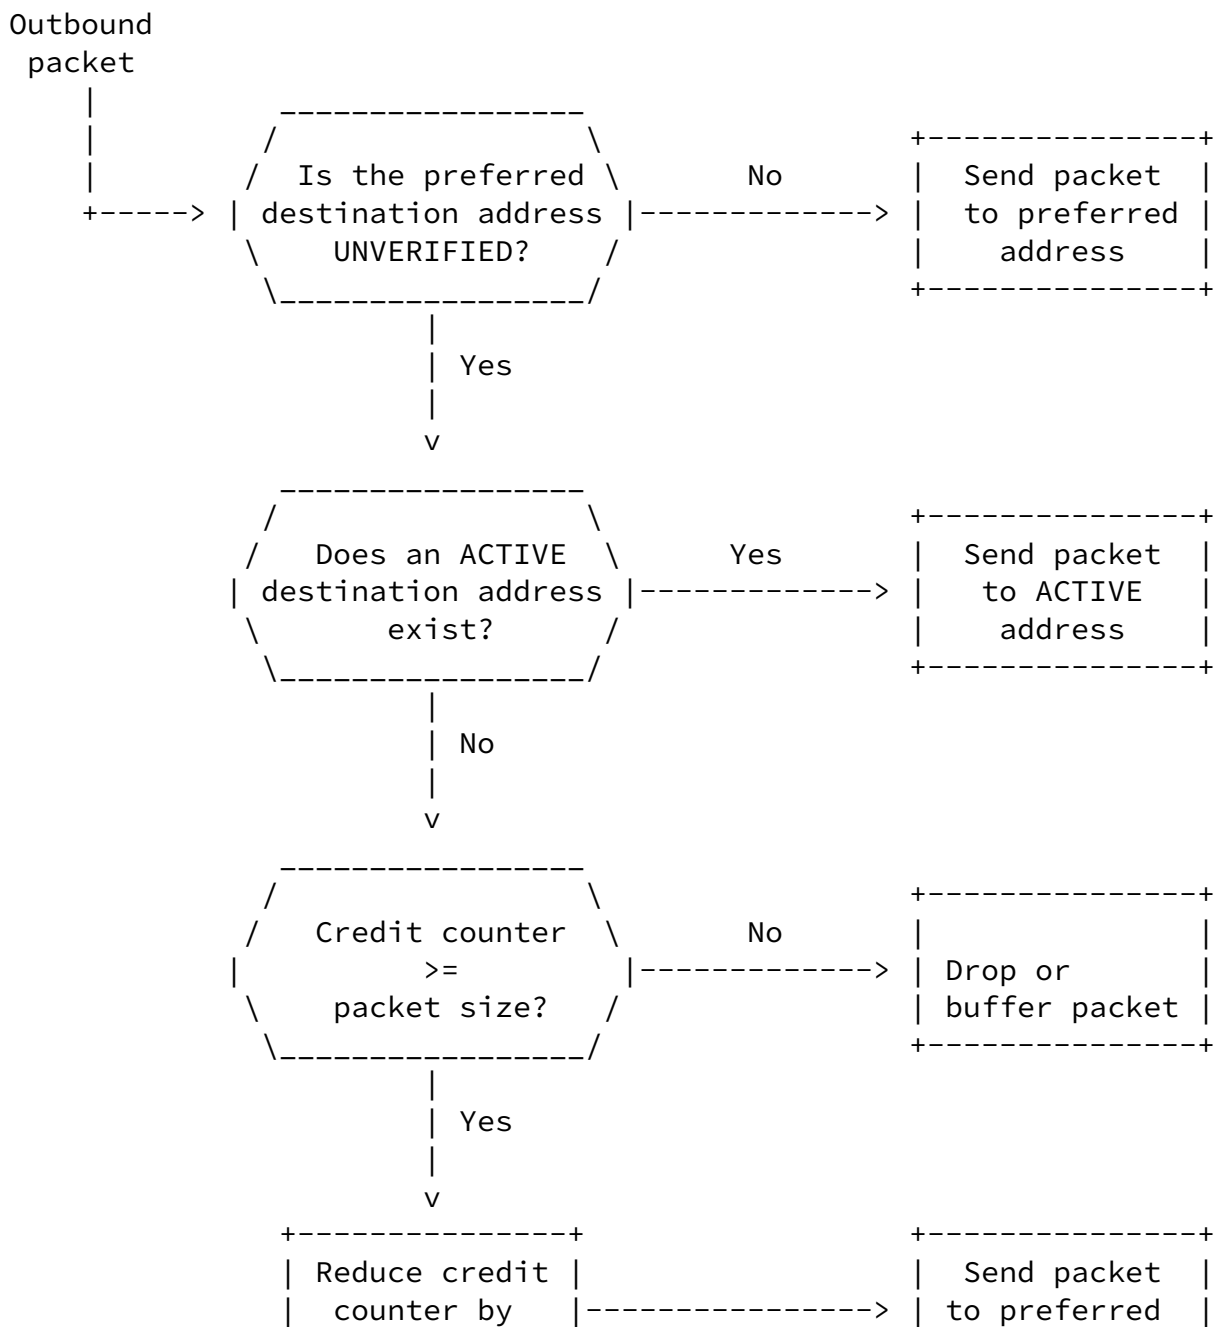 Outbound
packet
Is the preferred No Send packet
destination address to preferred
UNVERIFIED? address
Yes
Does an ACTIVE Yes Send packet
destination address to ACTIVE
exist? address
No
Credit counter No
>= Drop or
packet size? buffer packet
Yes
Reduce credit Send packet
counter by to preferred